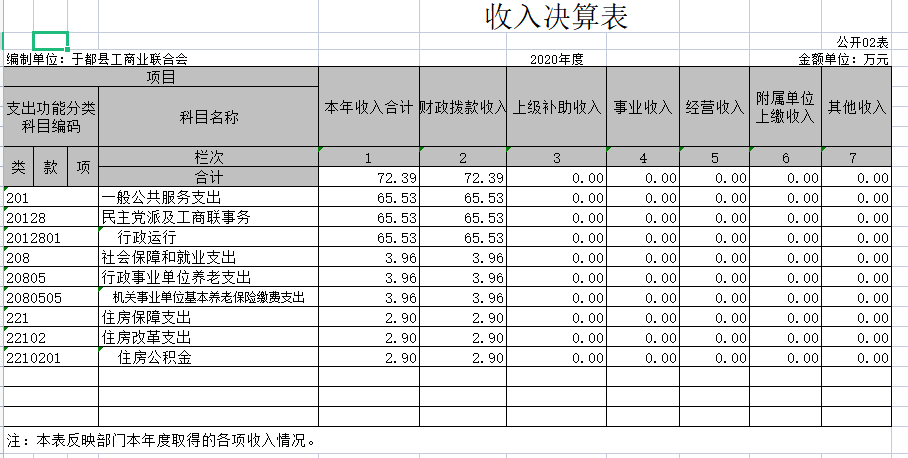 收入决算表
公开02表
编制单位：于都县工商业联合会 2020年度 金额单位：万元
项目 本年收入合计 财政拨款收入 上级补助收入 事业收入 经营收入 附属单位上缴收入 其他收入
支出功能分类科目编码 科目名称
类 款 项 栏次 1 2 3 4 5 6 7
合计 72.39 72.39 0.00 0.00 0.00 0.00 0.00
201 一般公共服务支出 65.53 65.53 0.00 0.00 0.00 0.00 0.00
20128 民主党派及工商联事务 65.53 65.53 0.00 0.00 0.00 0.00 0.00
2012801 行政运行 65.53 65.53 0.00 0.00 0.00 0.00 0.00
208 社会保障和就业支出 3.96 3.96 0.00 0.00 0.00 0.00 0.00
20805 行政事业单位养老支出 3.96 3.96 0.00 0.00 0.00 0.00 0.00
2080505 机关事业单位基本养老保险缴费支出 3.96 3.96 0.00 0.00 0.00 0.00 0.00
221 住房保障支出 2.90 2.90 0.00 0.00 0.00 0.00 0.00
22102 住房改革支出 2.90 2.90 0.00 0.00 0.00 0.00 0.00
2210201 住房公积金 2.90 2.90 0.00 0.00 0.00 0.00 0.00
注：本表反映部门本年度取得的各项收入情况。